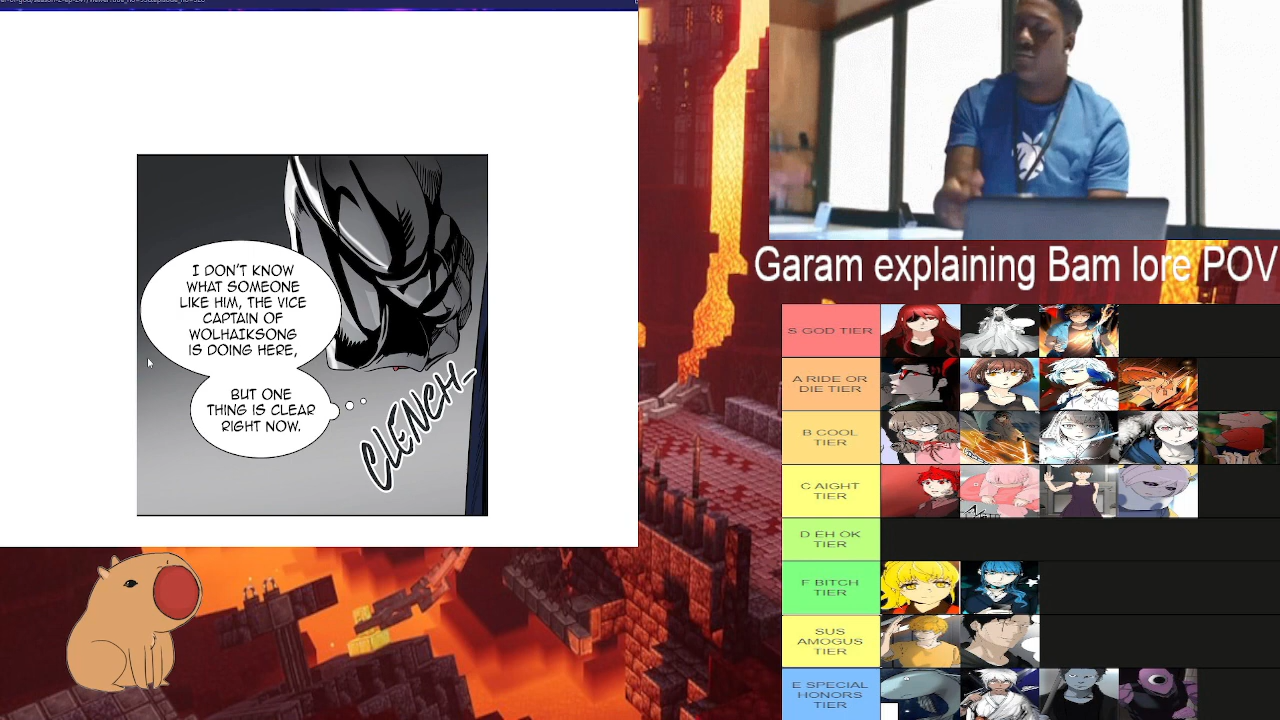 I DON'T KNOW
WHAT SOMEONE
LIKE HIM, THE VICE
CAPTAIN OF
WOLHAIKSONG
IS DOING HERE,
BUT ONE
THING IS CLEAR
RIGHT NOW.
CLENCH-
Garam explaining Bam lore POV
S GOD TIER
A RIDE OR
DIE TIER
B COOL
TIER
C AIGHT
TIER
D EH OK
TIER
F BITCH
TIER
SUS
AMOGUS
TIER
E SPECIAL
HONORS
TIER